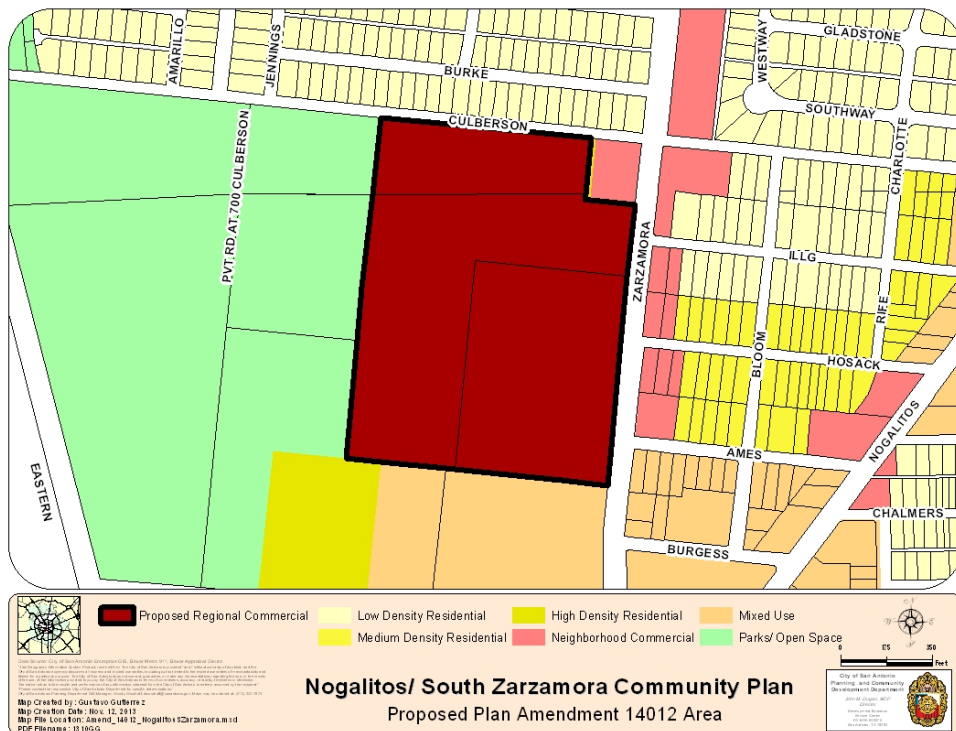 AMARILLO
JENNINGS
BURKE
CULBERSON
WESTWAY
GLADSTONE
SOUTHWAY
CHARLOTTE
PVT RD AT 700 CULBERSON
ZARZAMORA
ILLG
RIFE
BLOOM
HOSACK
NOGALITOS
AMES
CHALMERS
BURGESS
EASTERN
Proposed Regional Commercial
Low Density Residential
High Density Residential
Mixed Use
Medium Density Residential
Neighborhood Commercial
Parks/ Open Space
Map Created by: Gustavo Gutierrez
Map Creation Date: Nov. 12, 2013
Map File Location: Amend_14012_NogalitosSZarzamora.mxd
PDF Filename: 1310GG
Nogalitos/ South Zarzamora Community Plan
Proposed Plan Amendment 14012 Area
0
175
350
Feet
City of San Antonio
Planning and Community
Development Department